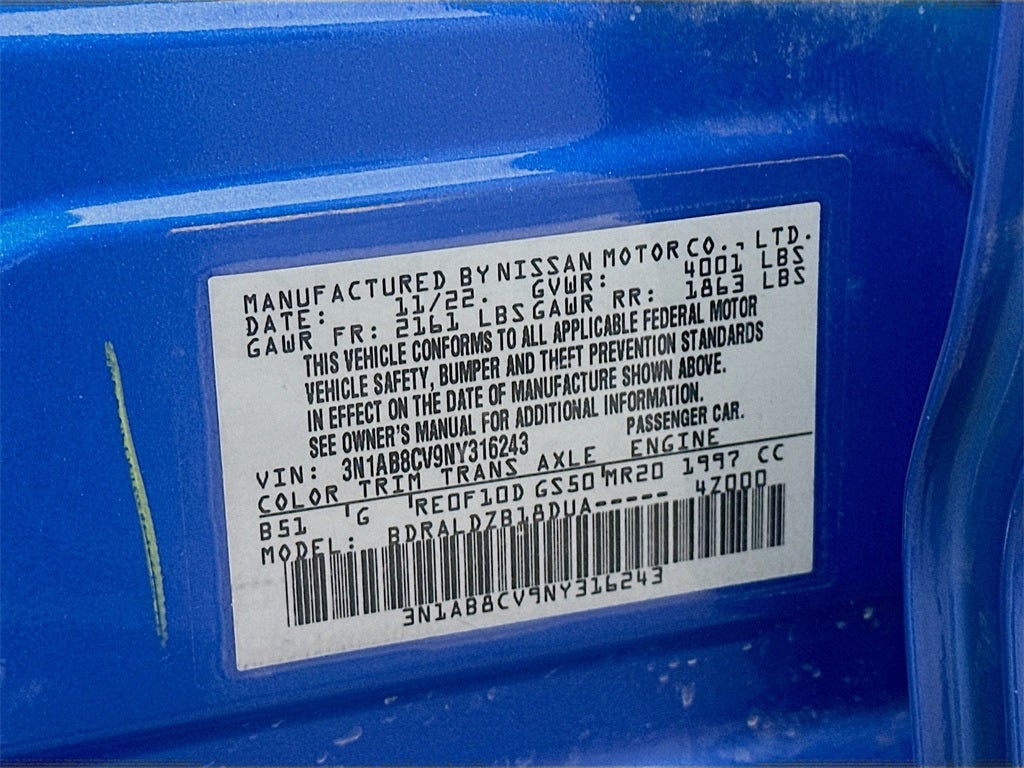 MANUFACTURED BY NISSAN MOTOR CO., LTD.
DATE: 11/22. GVWR: 4001 LBS
GAWR FR: 2161 LBS GAWR RR: 1863 LBS
THIS VEHICLE CONFORMS TO ALL APPLICABLE FEDERAL MOTOR
VEHICLE SAFETY, BUMPER AND THEFT PREVENTION STANDARDS
IN EFFECT ON THE DATE OF MANUFACTURE SHOWN ABOVE.
SEE OWNER'S MANUAL FOR ADDITIONAL INFORMATION.
VIN: 3N1AB8CV9NY316243 PASSENGER CAR.
COLOR TRIM TRANS AXLE ENGINE
B51 G RE0F10D GS50 MR20 1997 CC
MODEL: BDRALDZB18DUA----- 47000
3N1AB8CV9NY316243